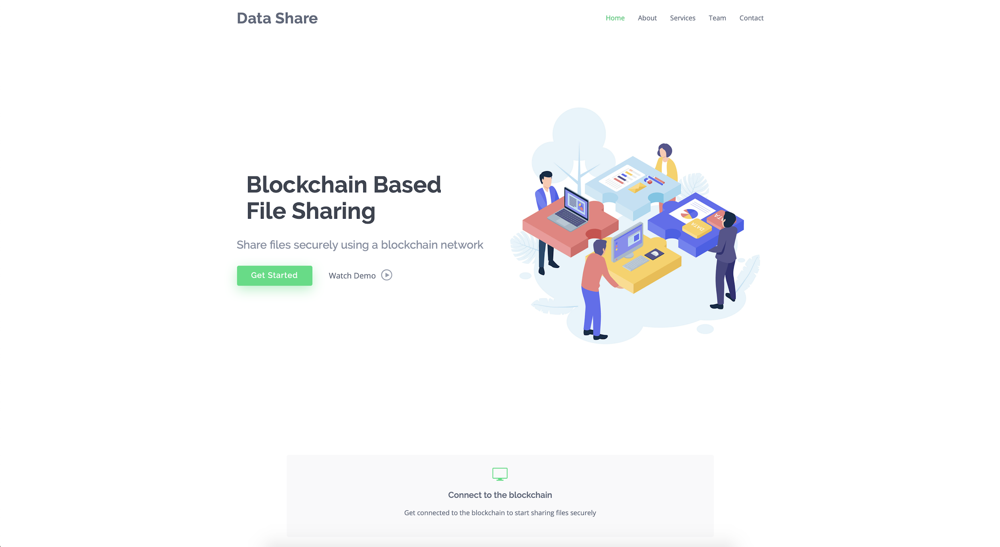 Data Share
Home About Services Team Contact
Blockchain Based
File Sharing
Share files securely using a blockchain network
Get Started
Watch Demo
DATA
DATA
Connect to the blockchain
Get connected to the blockchain to start sharing files securely